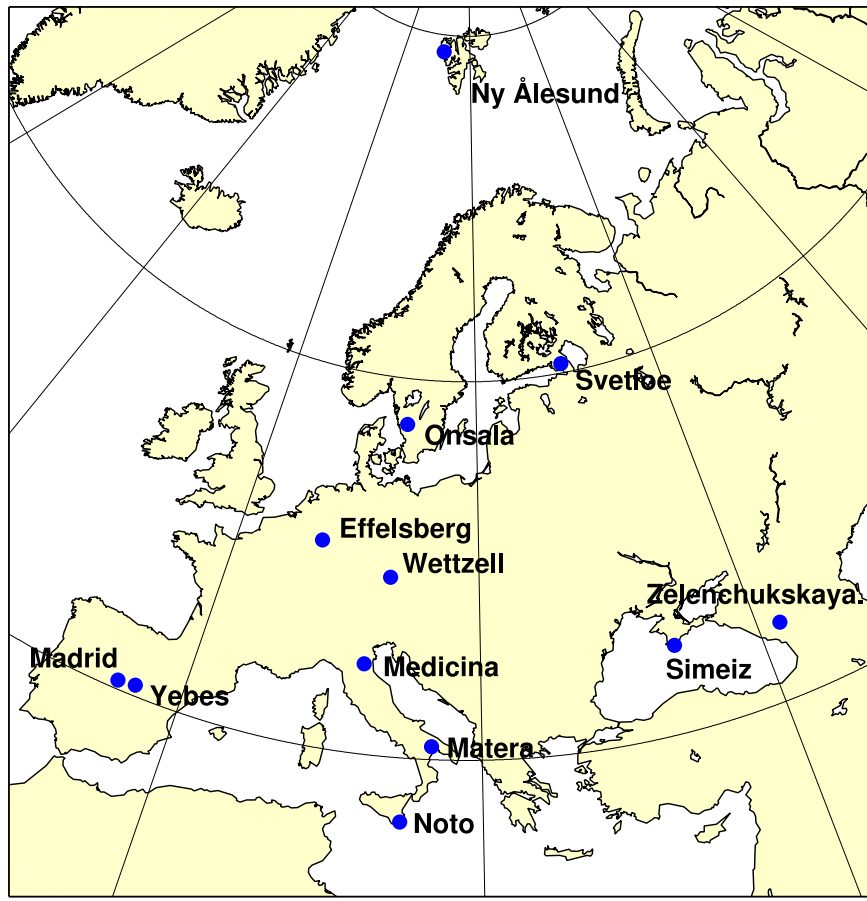 Ny Ålesund
Svetloe
Onsala
Effelsberg
Wettzell
Zelenchukskaya.
Madrid
Medicina
Simeiz
Yebes
Matera
Noto